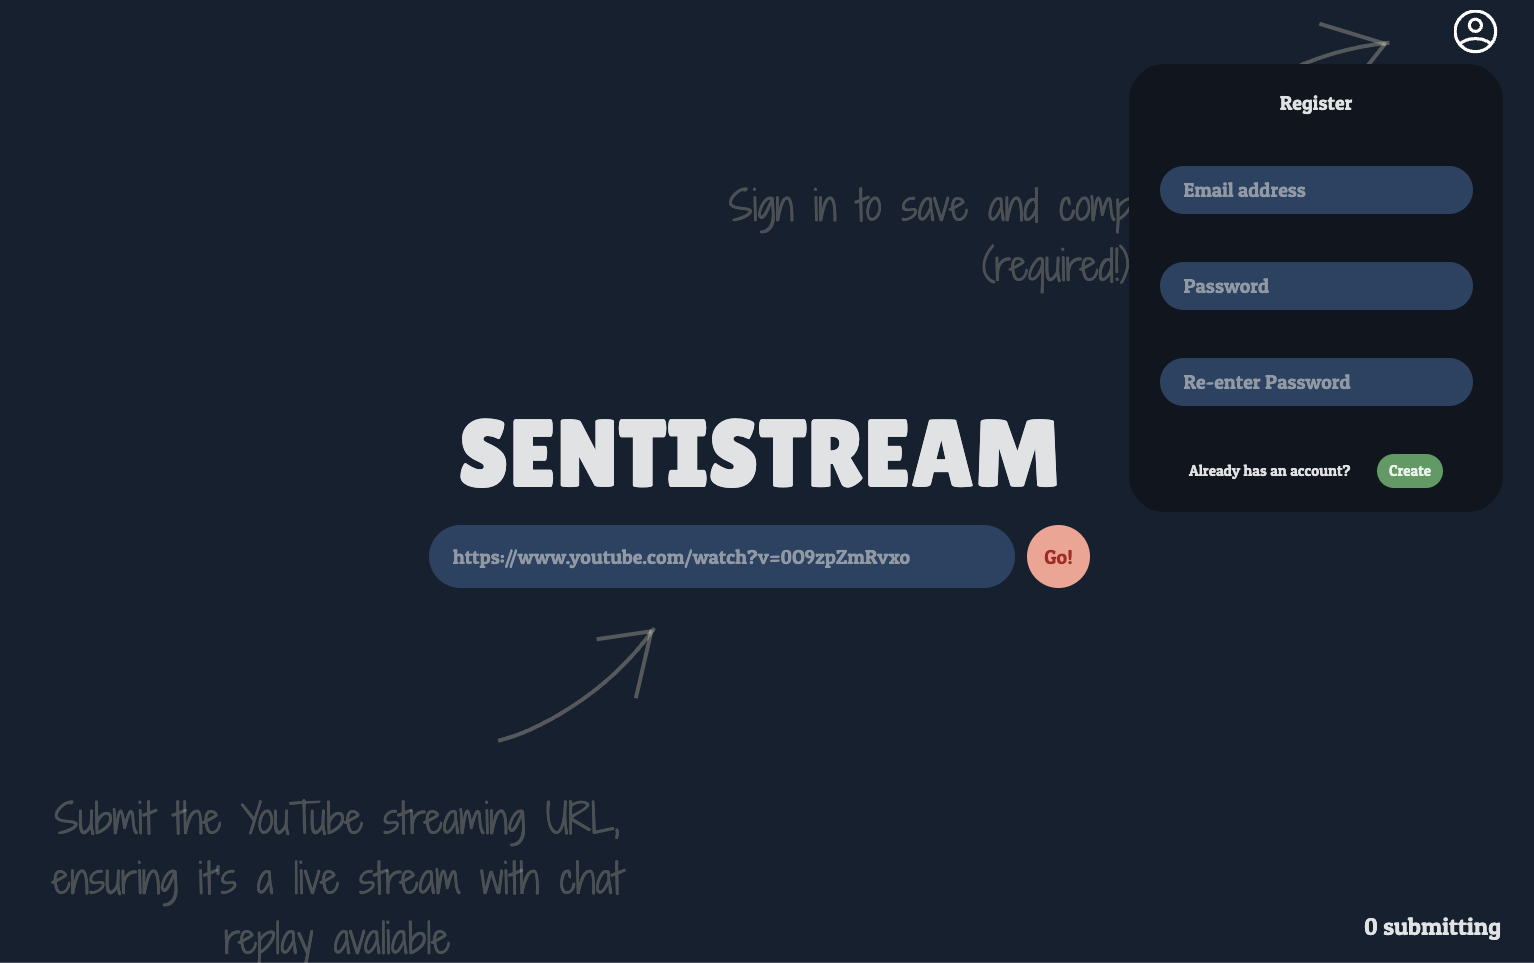 Register
Sign in to save and comp
(required!)
Email address
Password
Re-enter Password
Already has an account?
Create
SENTISTREAM
https://www.youtube.com/watch?v=0O9zpZmRvxo
Go!
Submit the YouTube streaming URL,
ensuring it's a live stream with chat
replay avaliable
0 submitting